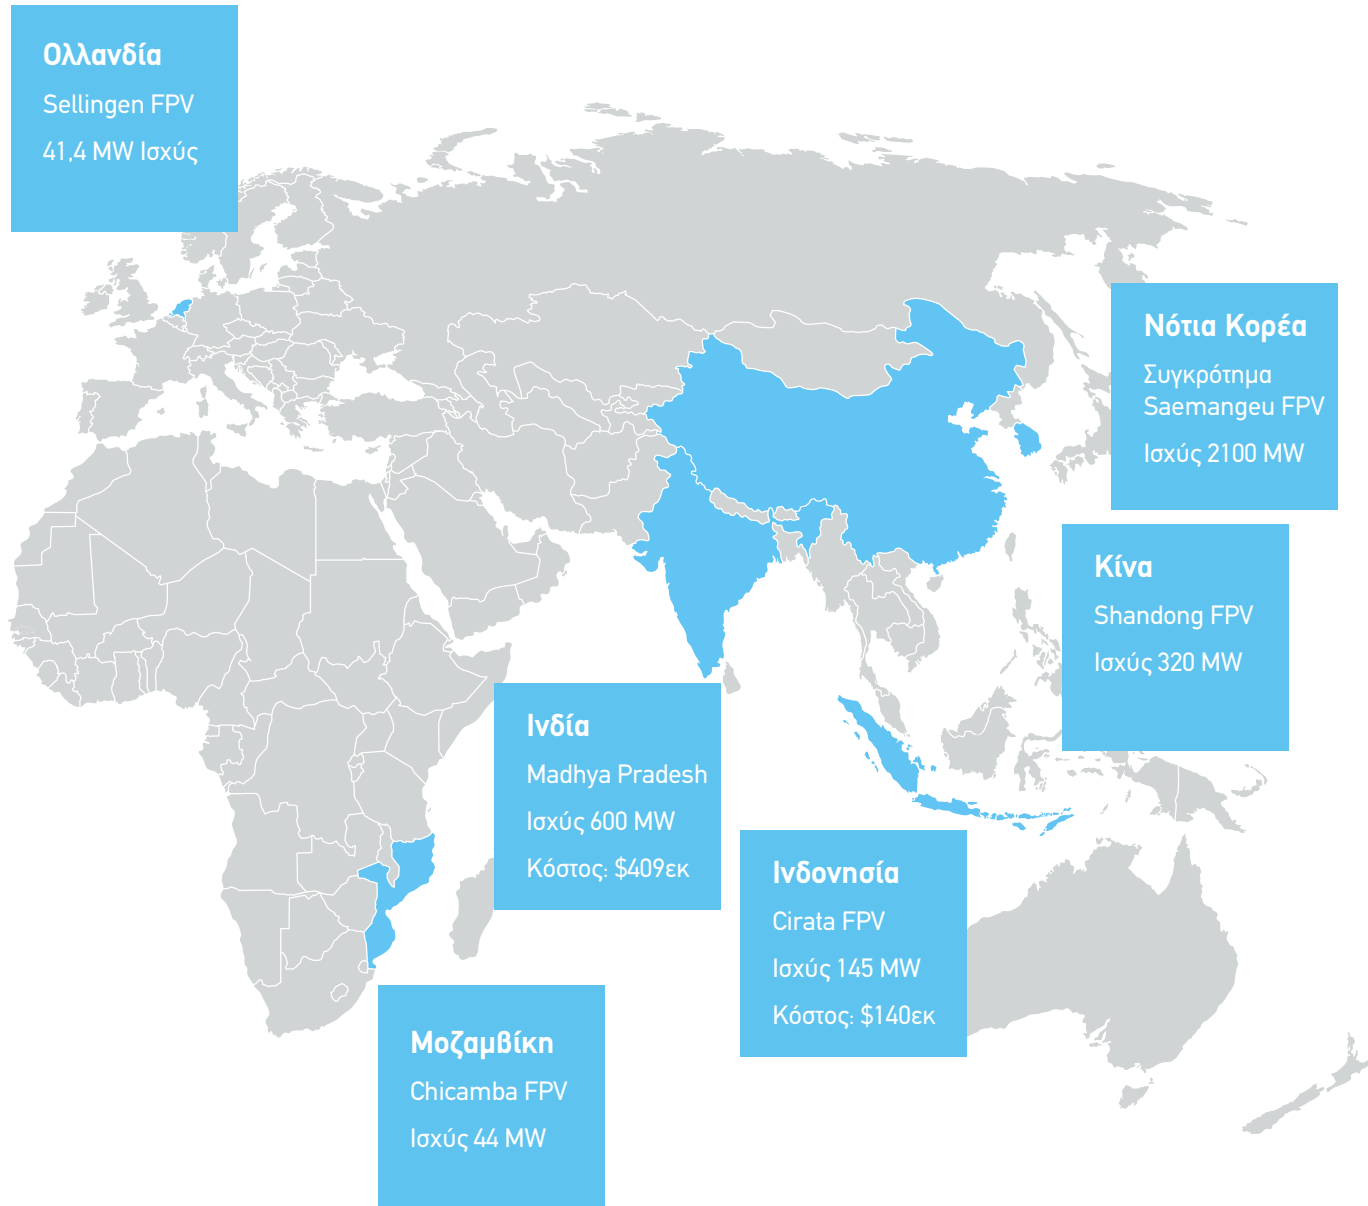 Ολλανδία
Sellingen FPV
41,4 MW Ισχύς
Νότια Κορέα
Συγκρότημα
Saemangeu FPV
Ισχύς 2100 MW
Κίνα
Shandong FPV
Ισχύς 320 MW
Ινδία
Madhya Pradesh
Ισχύς 600 MW
Κόστος: $409εκ
Ινδονησία
Cirata FPV
Ισχύς 145 MW
Κόστος: $140εκ
Μοζαμβίκη
Chicamba FPV
Ισχύς 44 MW